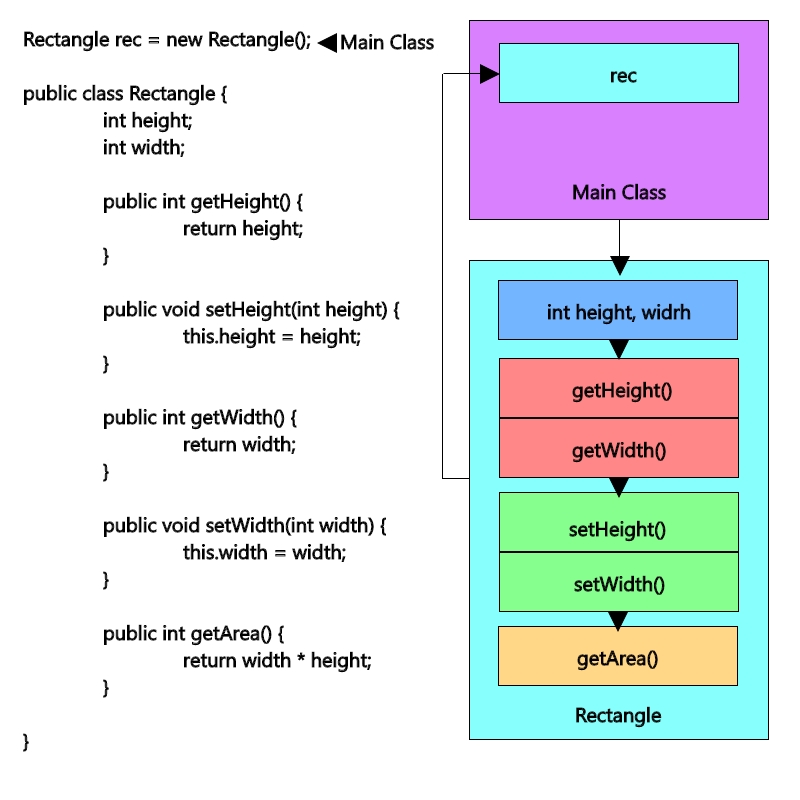 Rectangle rec = new Rectangle(); Main Class
public class Rectangle {
int height;
int width;
public int getHeight() {
return height;
}
public void setHeight(int height) {
this.height = height;
}
public int getWidth() {
return width;
}
public void setWidth(int width) {
this.width = width;
}
public int getArea() {
return width * height;
}
}
rec
Main Class
int height, widrh
getHeight()
getWidth()
setHeight()
setWidth()
getArea()
Rectangle